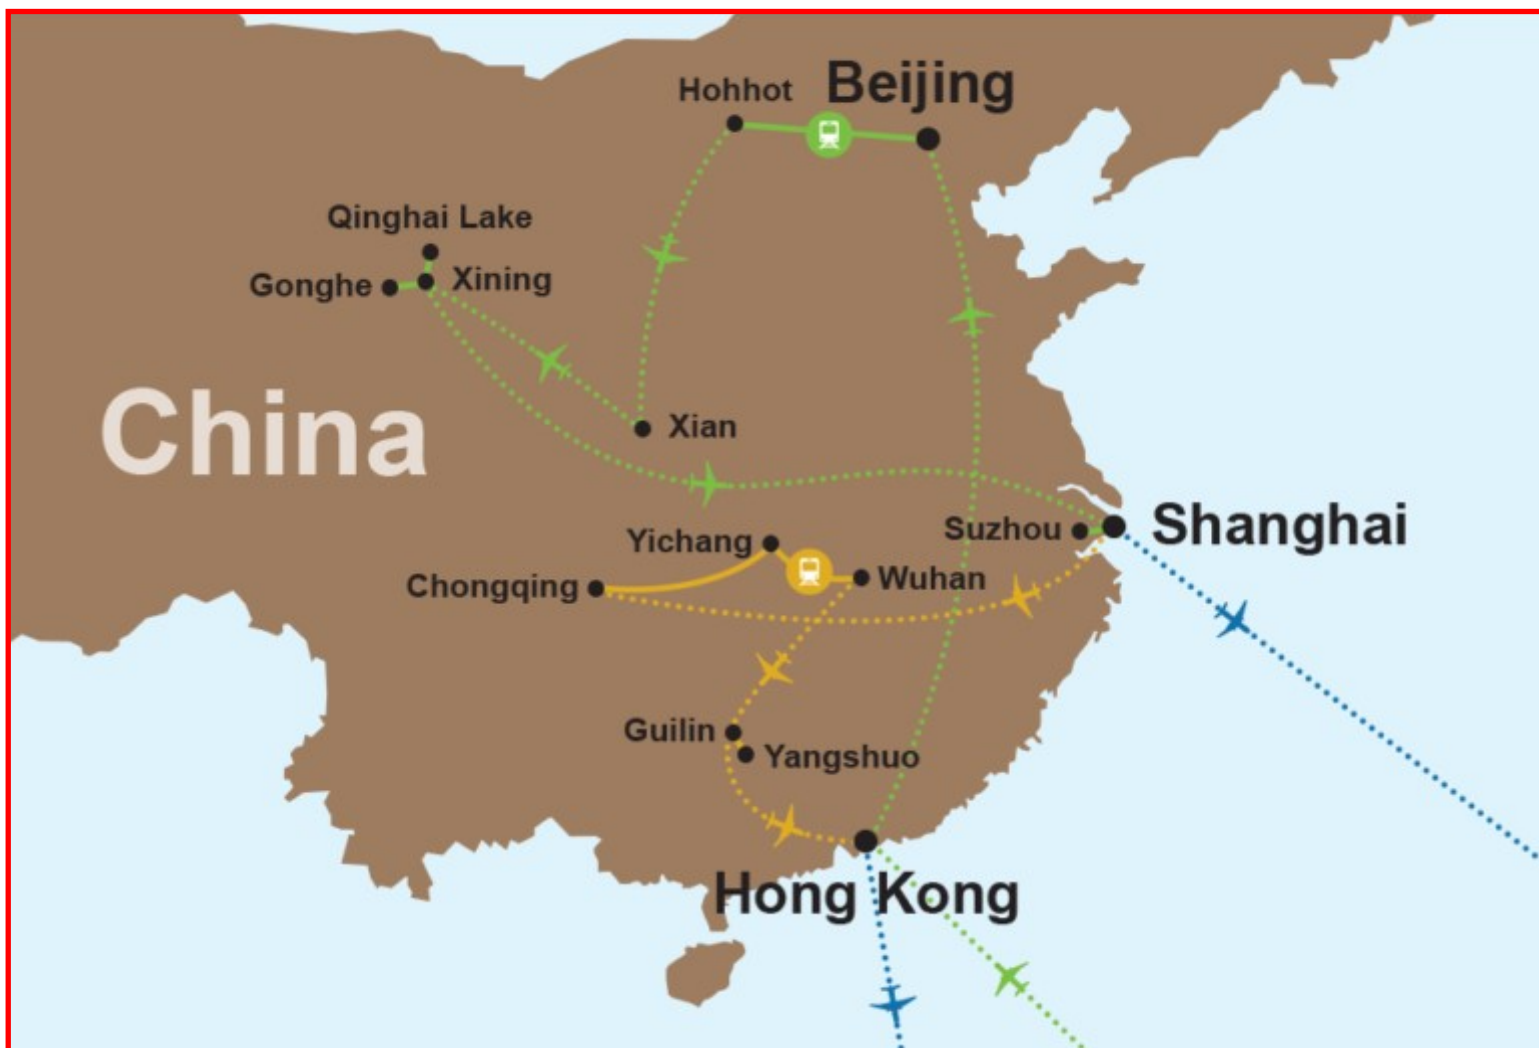 Hohhot
Beijing
Qinghai Lake
Gonghe
Xining
China
Xian
Suzhou
Shanghai
Yichang
Chongqing
Wuhan
Guilin
Yangshuo
Hong Kong